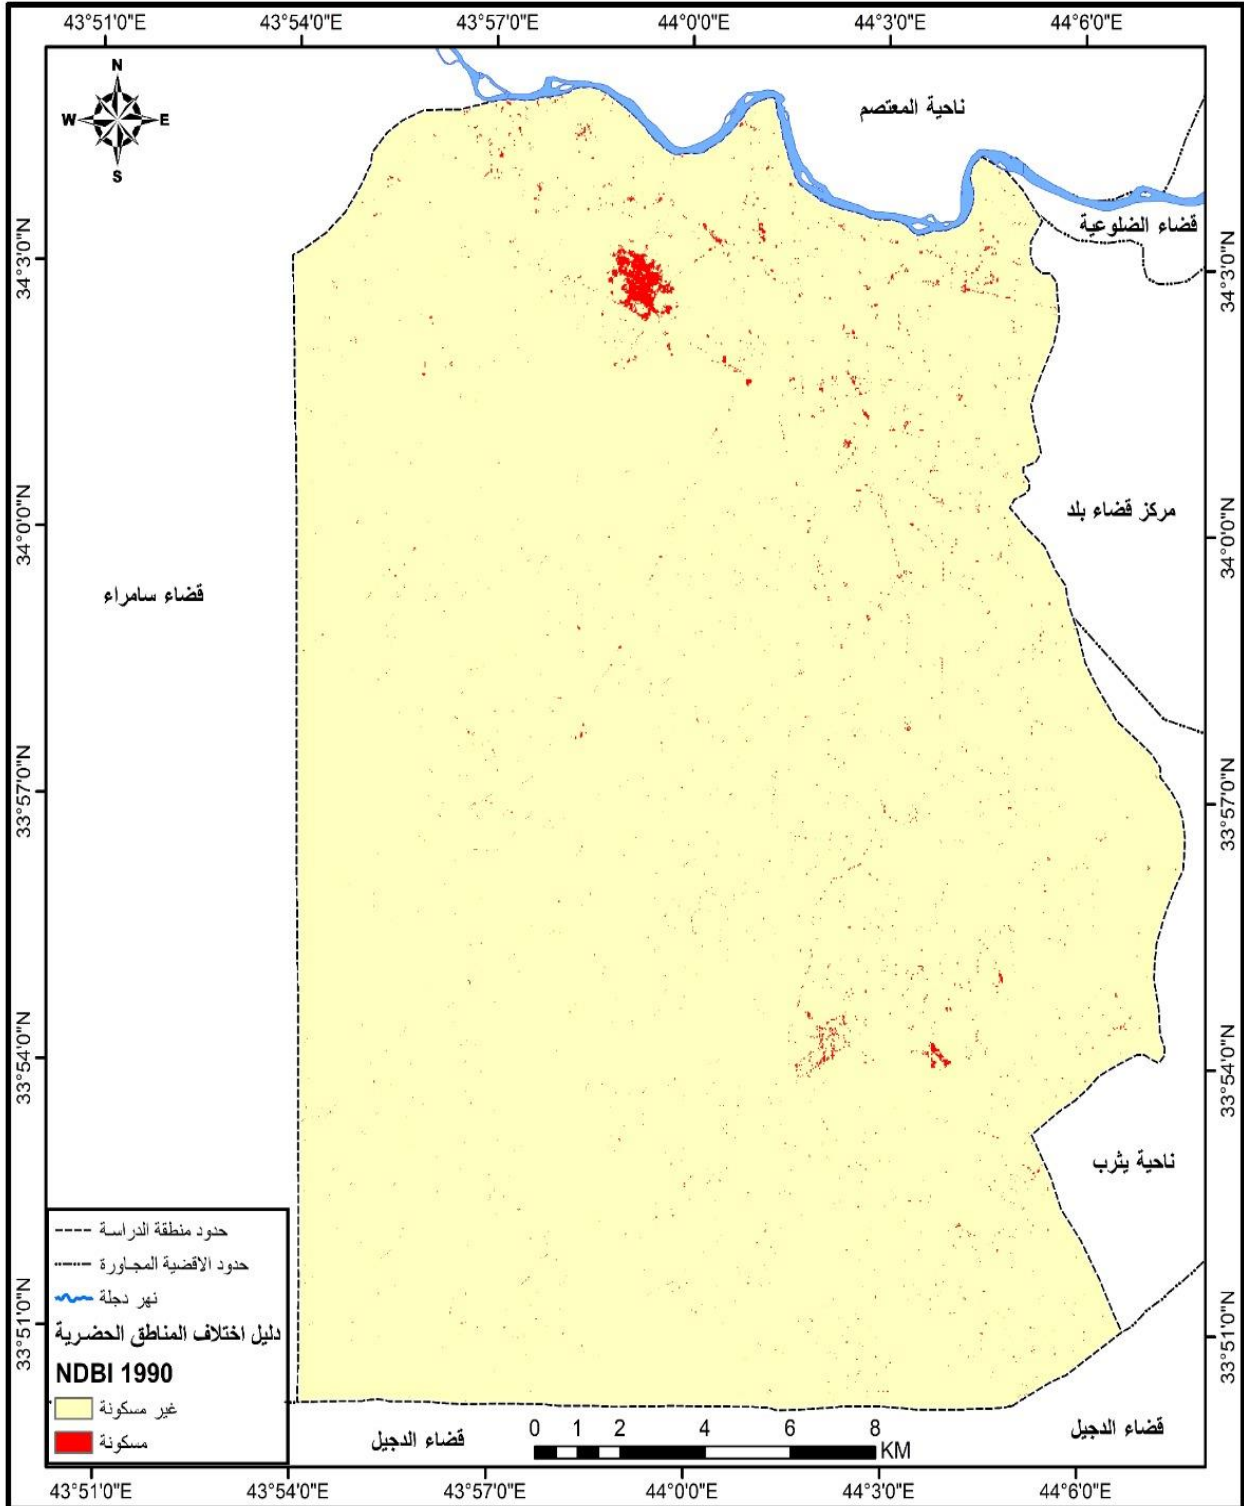 43°51'0"E 43°54'0"E 43°57'0"E 44°0'0"E 44°3'0"E 44°6'0"E
N
W E
S
ناحية المعتصم
قضاء الضلوعية
34°3'0"N 34°3'0"N
مركز قضاء بلد
34°0'0"N 34°0'0"N
قضاء سامراء
33°57'0"N 33°57'0"N
33°54'0"N 33°54'0"N
ناحية يثرب
حدود منطقة الدراسة
حدود الاقضية المجاورة
نهر دجلة
33°51'0"N 33°51'0"N
دليل اختلاف المناطق الحضرية
NDBI 1990
غير مسكونة
مسكونة
قضاء الدجيل
0 1 2 4 6 8
KM
قضاء الدجيل
43°51'0"E 43°54'0"E 43°57'0"E 44°0'0"E 44°3'0"E 44°6'0"E